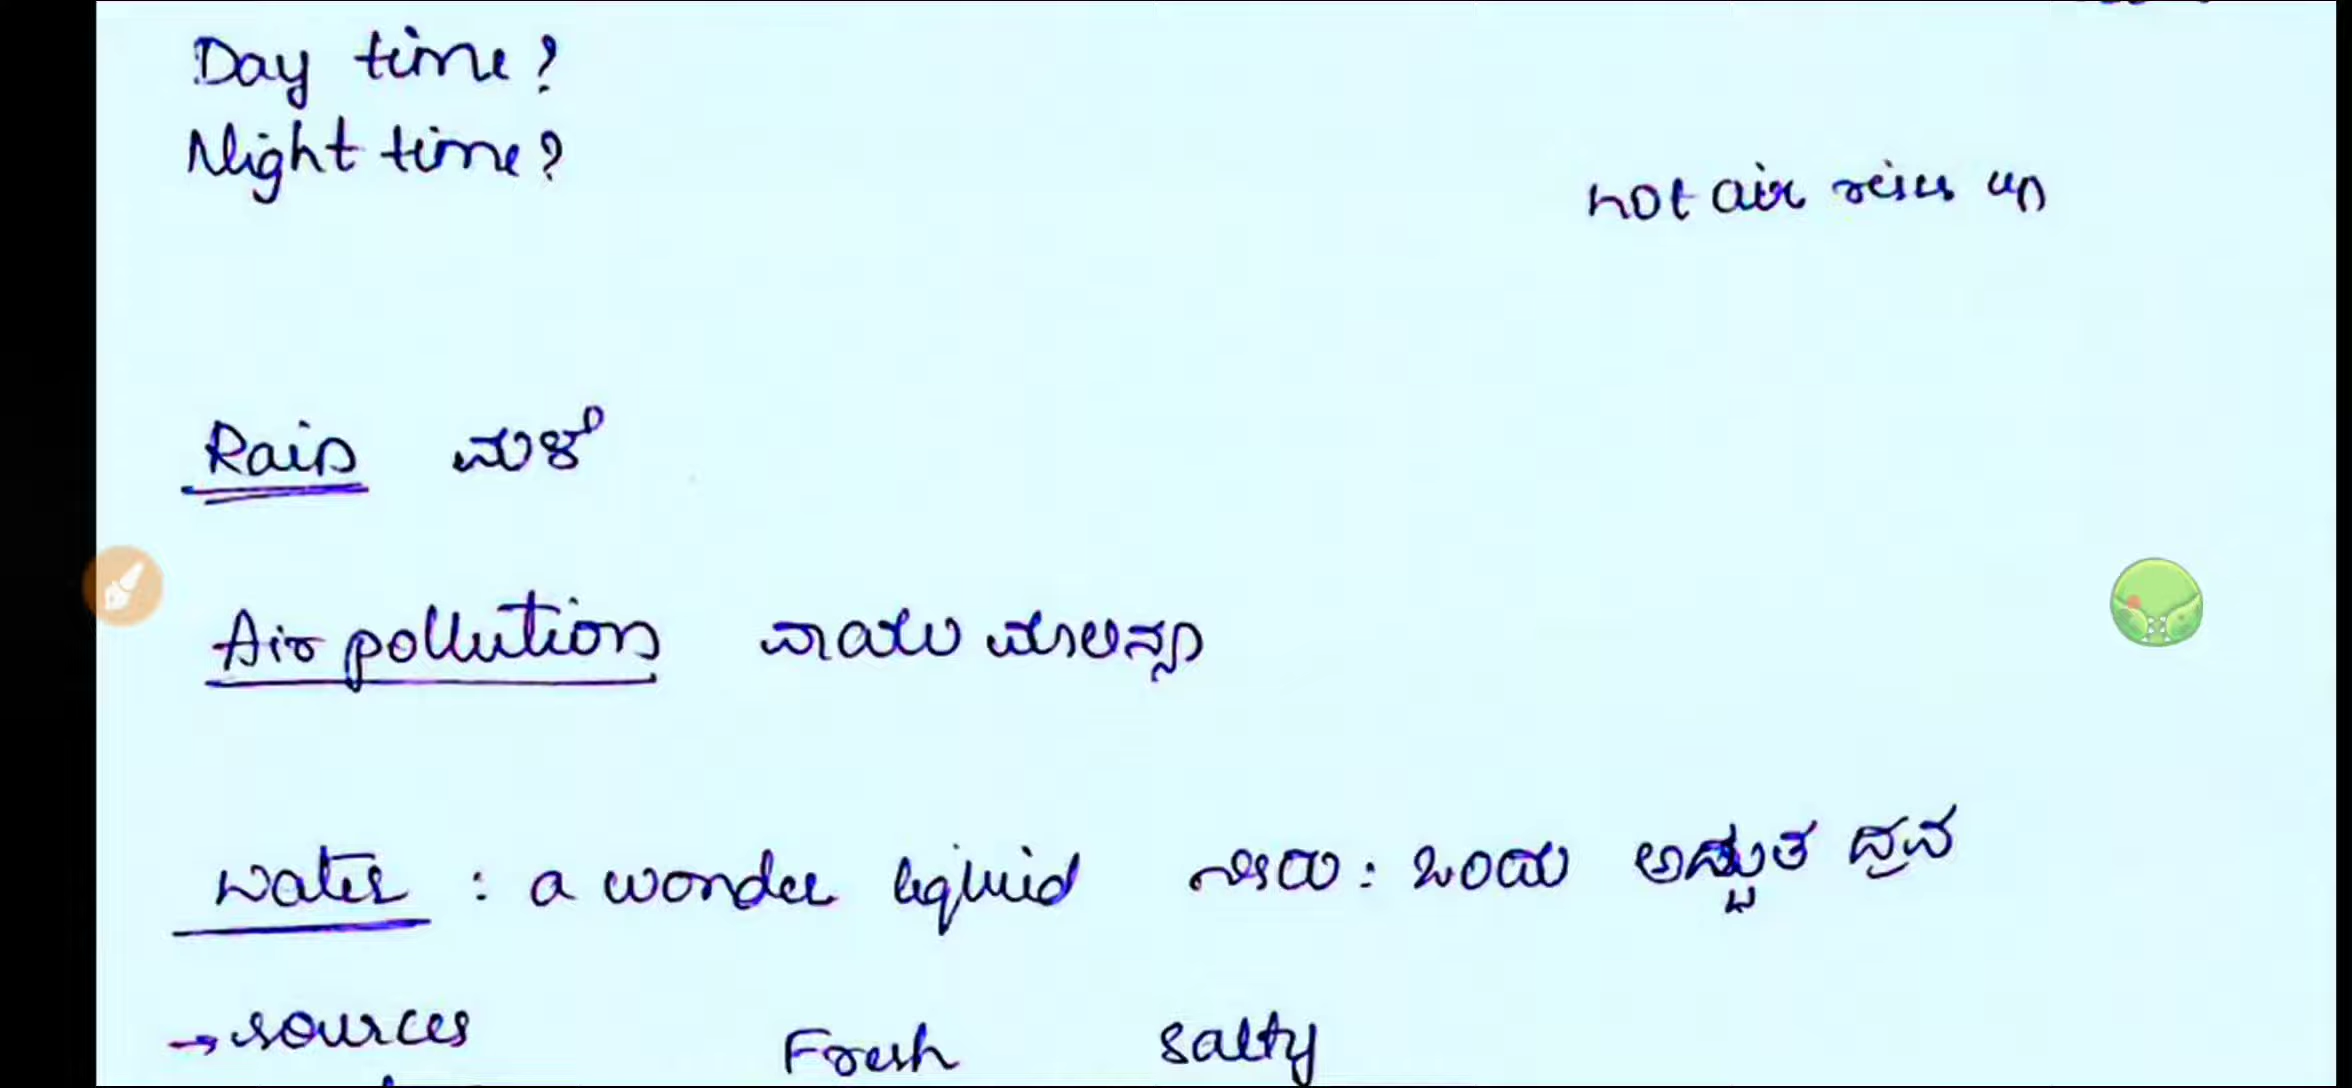 Day time?
Night time?
hot air rises up
Rain ಮಳೆ
Air pollution ವಾಯು ಮಾಲಿನ್ಯ
Water : a wonder liquid ನೀರು : ಒಂದು ಅದ್ಭುತ ದ್ರವ
→ sources Fresh salty